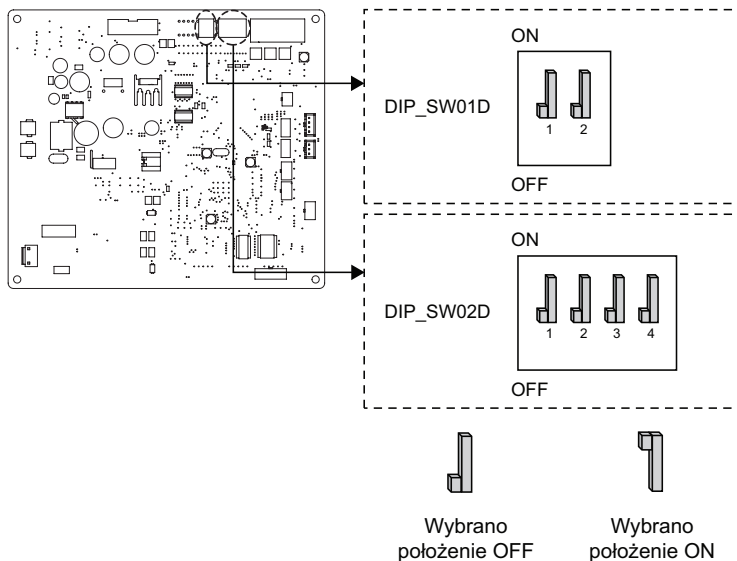 ON
DIP_SW01D
1 2
OFF
ON
DIP_SW02D
1 2 3 4
OFF
Wybrano
położenie OFF
Wybrano
położenie ON